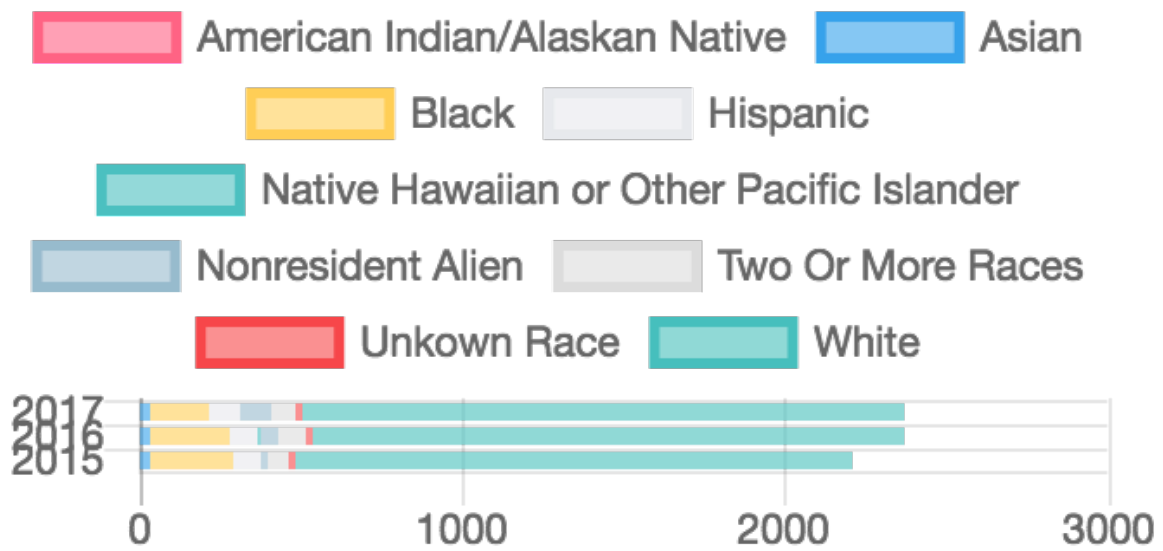 American Indian/Alaskan Native Asian
Black Hispanic
Native Hawaiian or Other Pacific Islander
Nonresident Alien Two Or More Races
Unkown Race White
2017
2016
2015
0 1000 2000 3000